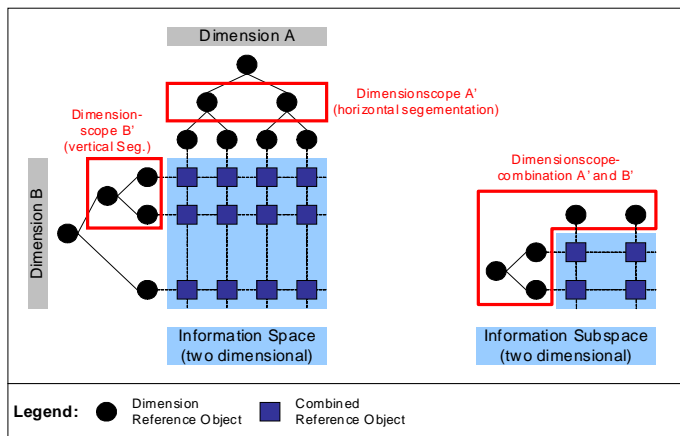 Dimension A
Dimensionscope A'
(horizontal segementation)
Dimension-
scope B'
(vertical Seg.)
Dimension B
Dimensionscope-
combination A' and B'
Information Space
(two dimensional)
Information Subspace
(two dimensional)
Legend:
Dimension
Reference Object
Combined
Reference Object